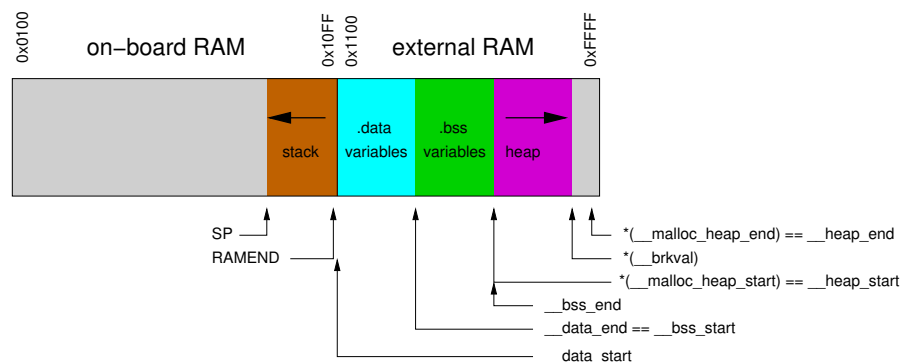 0x0100
on−board RAM
0x10FF
0x1100
external RAM
0xFFFF
stack
.data
variables
.bss
variables
heap
SP
RAMEND
*(__malloc_heap_end) == __heap_end
*(__brkval)
*(__malloc_heap_start) == __heap_start
__bss_end
__data_end == __bss_start
__data_start